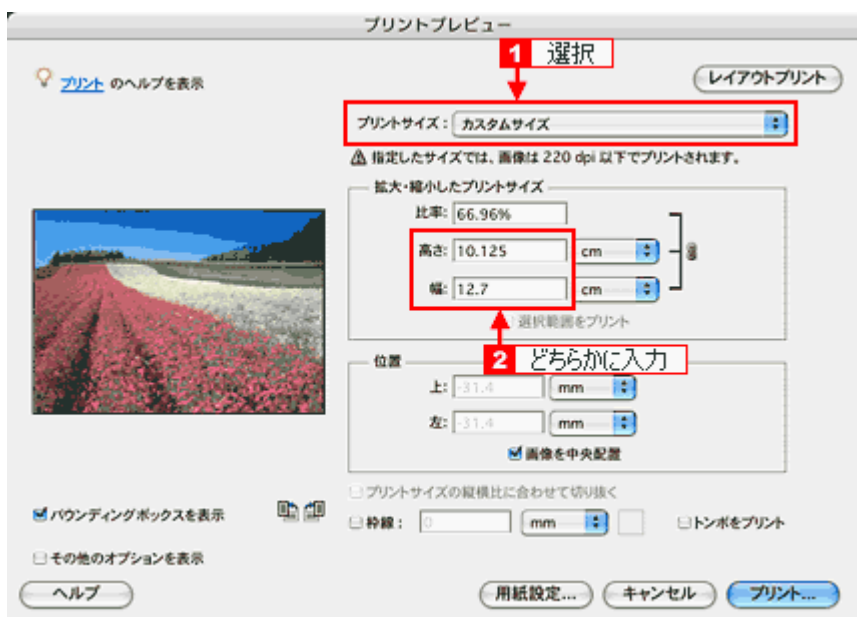 プリントプレビュー
1 選択
プリント のヘルプを表示
レイアウトプリント
プリントサイズ： カスタムサイズ
指定したサイズでは、画像は 220 dpi 以下でプリントされます。
拡大・縮小したプリントサイズ
比率: 66.96%
高さ: 10.125 cm
幅: 12.7 cm
選択範囲をプリント
2 どちらかに入力
位置
上: -31.4 mm
左: -31.4 mm
画像を中央配置
プリントサイズの縦横比に合わせて切り抜く
バウンディングボックスを表示
枠線： 0 mm
トンボをプリント
その他のオプションを表示
ヘルプ
用紙設定...
キャンセル
プリント...